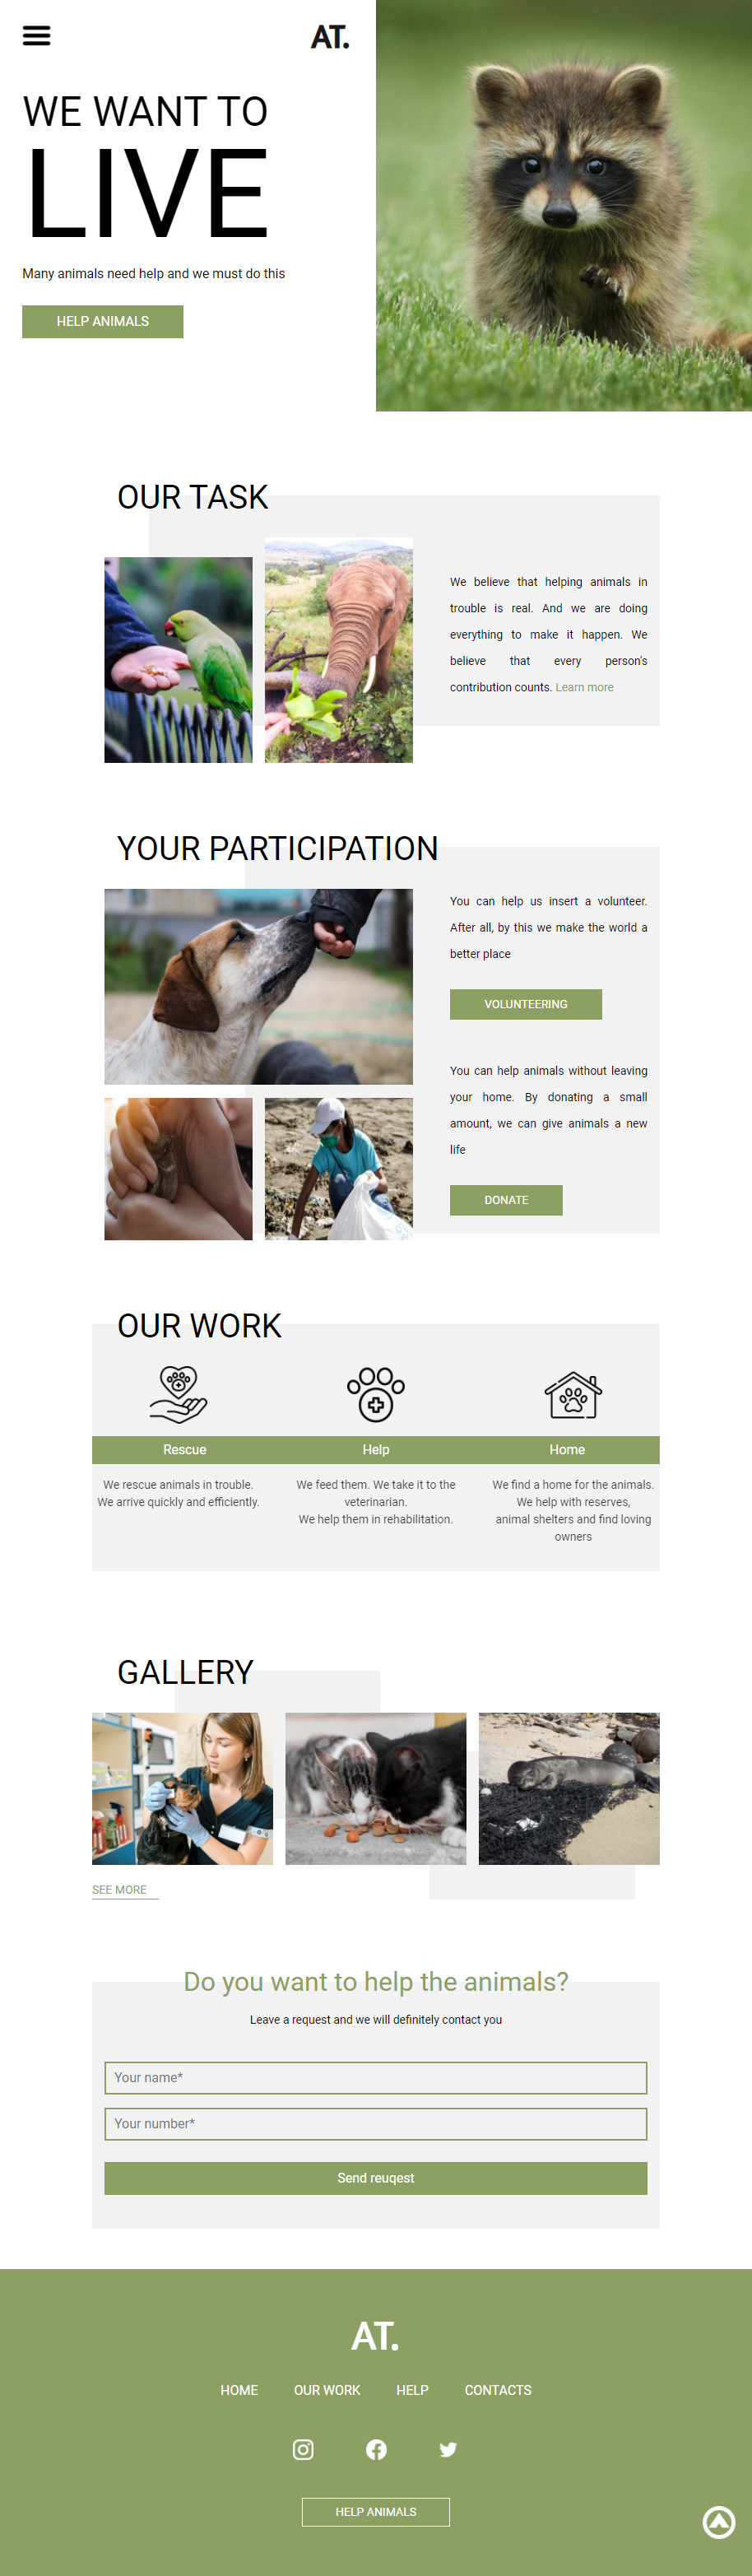 AT.
WE WANT TO
LIVE
Many animals need help and we must do this
HELP ANIMALS
OUR TASK
We believe that helping animals in
trouble is real. And we are doing
everything to make it happen. We
believe that every person's
contribution counts. Learn more
YOUR PARTICIPATION
You can help us insert a volunteer.
After all, by this we make the world a
better place
VOLUNTEERING
You can help animals without leaving
your home. By donating a small
amount, we can give animals a new
life
DONATE
OUR WORK
Rescue
We rescue animals in trouble.
We arrive quickly and efficiently.
Help
We feed them. We take it to the
veterinarian.
We help them in rehabilitation.
Home
We find a home for the animals.
We help with reserves,
animal shelters and find loving
owners
GALLERY
SEE MORE
Do you want to help the animals?
Leave a request and we will definitely contact you
Your name*
Your number*
Send reuqest
AT.
HOME OUR WORK HELP CONTACTS
HELP ANIMALS